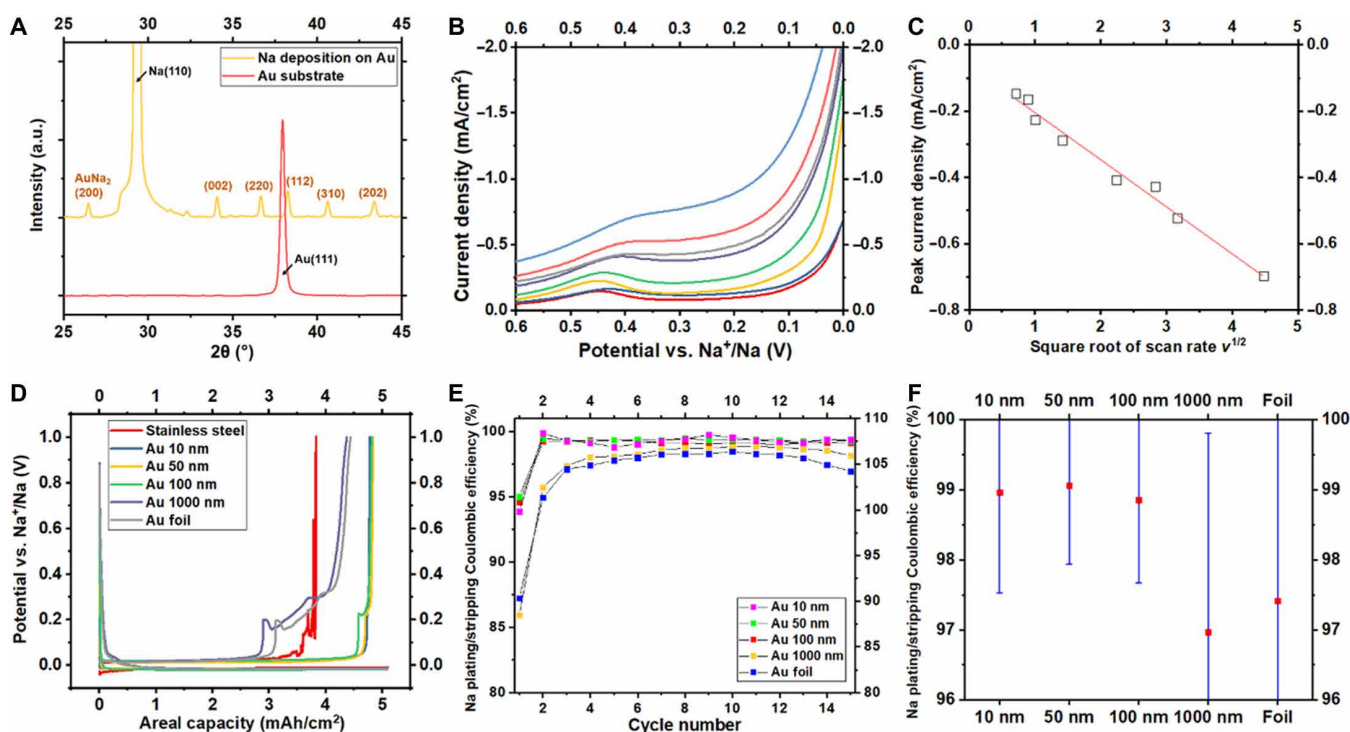 A
25 30 35 40 45
Na deposition on Au
Au substrate
Na(110)
AuNa2
(200)
(002)
(220)
(112)
(310)
(202)
Au(111)
Intensity (a.u.)
25 30 35 40 45
2θ (°)
B
0.6 0.5 0.4 0.3 0.2 0.1 0.0
−2.0 −2.0
−1.5 −1.5
−1.0 −1.0
−0.5 −0.5
0.0 0.0
Current density (mA/cm²)
0.6 0.5 0.4 0.3 0.2 0.1 0.0
Potential vs. Na⁺/Na (V)
C
1 2 3 4 5
0.0 0.0
−0.2 −0.2
−0.4 −0.4
−0.6 −0.6
−0.8 −0.8
Peak current density (mA/cm²)
0 1 2 3 4 5
Square root of scan rate v¹/²
D
0 1 2 3 4 5
Stainless steel
Au 10 nm
Au 50 nm
Au 100 nm
Au 1000 nm
Au foil
1.0 1.0
0.8 0.8
0.6 0.6
0.4 0.4
0.2 0.2
0.0 0.0
Potential vs. Na⁺/Na (V)
0 1 2 3 4 5
Areal capacity (mAh/cm²)
E
2 4 6 8 10 12 14
100 110
95 105
90 100
85 95
80 90
85
80
Na plating/stripping Coulombic efficiency (%)
Au 10 nm
Au 50 nm
Au 100 nm
Au 1000 nm
Au foil
2 4 6 8 10 12 14
Cycle number
F
10 nm 50 nm 100 nm 1000 nm Foil
100 100
99 99
98 98
97 97
96 96
Na plating/stripping Coulombic efficiency (%)
10 nm 50 nm 100 nm 1000 nm Foil